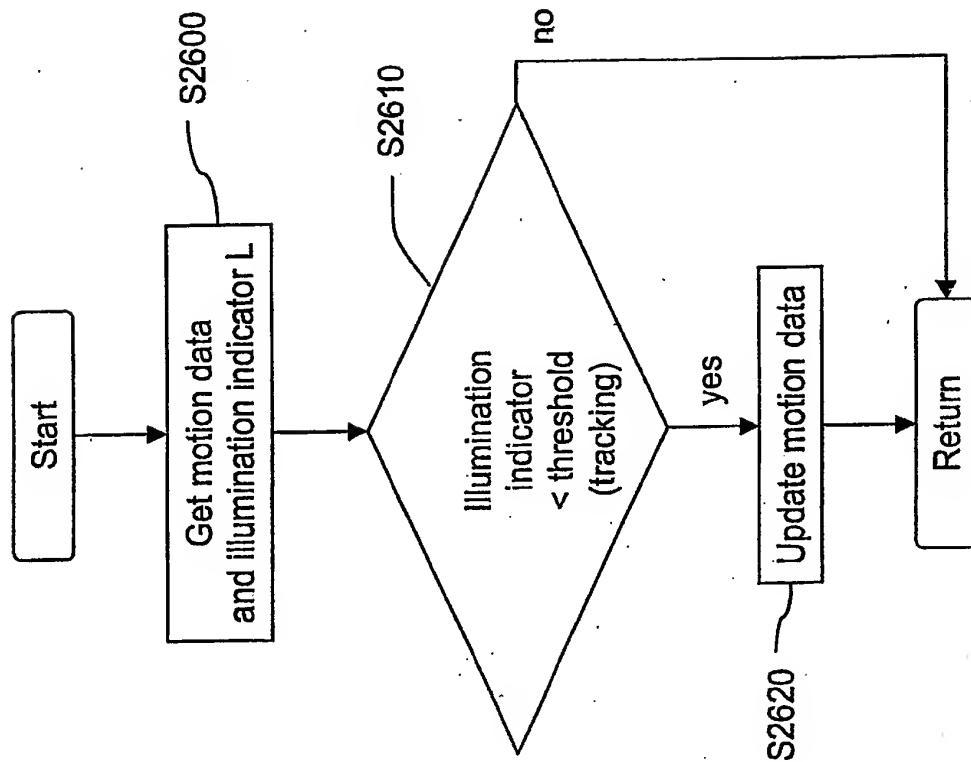 Start
Get motion data
and illumination indicator L
S2600
S2610
Illumination
indicator
< threshold
(tracking)
no
yes
Update motion data
S2620
Return